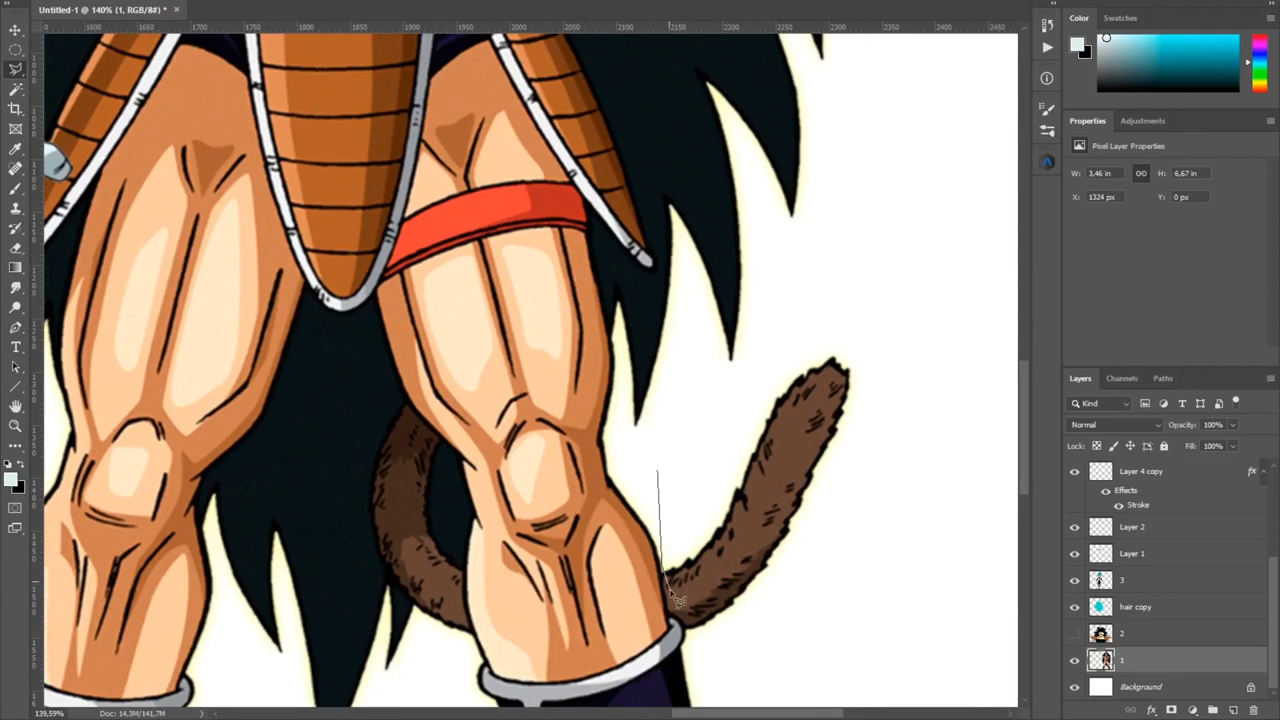 Untitled-1 @ 140% (1, RGB/8#) *
0 1600 1650 1700 1750 1800 1850 1900 1950 2000 2050 2100 2150 2200 2250 2300 2350 2400 2450
Color Swatches
Properties Adjustments
Pixel Layer Properties
W: 3,46 in H: 6,67 in
X: 1324 px Y: 0 px
Layers Channels Paths
Kind
Normal Opacity: 100%
Lock: Fill: 100%
Layer 4 copy fx
Effects
Stroke
Layer 2
Layer 1
3
hair copy
2
1
Background
139,59% Doc: 14,3M/141,7M